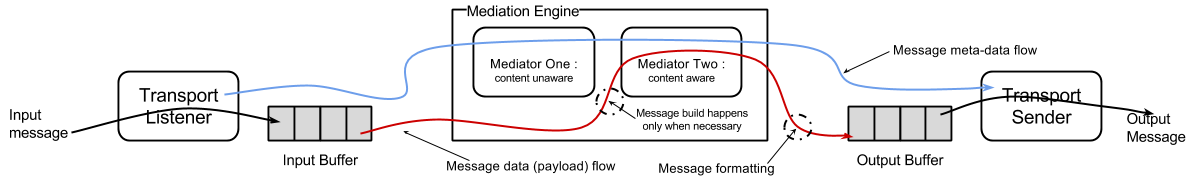 Mediation Engine
Mediator One :
content unaware
Mediator Two :
content aware
Message meta-data flow
Transport
Listener
Transport
Sender
Input
message
Message build happens
only when necessary
Output
Message
Input Buffer
Output Buffer
Message data (payload) flow
Message formatting